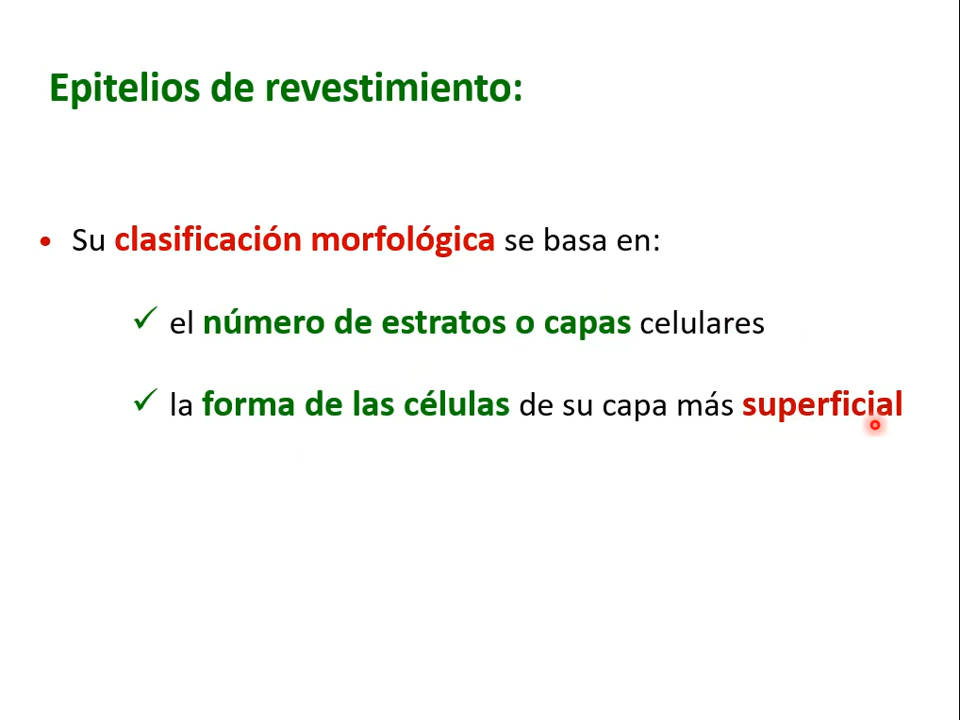 Epitelios de revestimiento:
• Su clasificación morfológica se basa en:
✓ el número de estratos o capas celulares
✓ la forma de las células de su capa más superficial